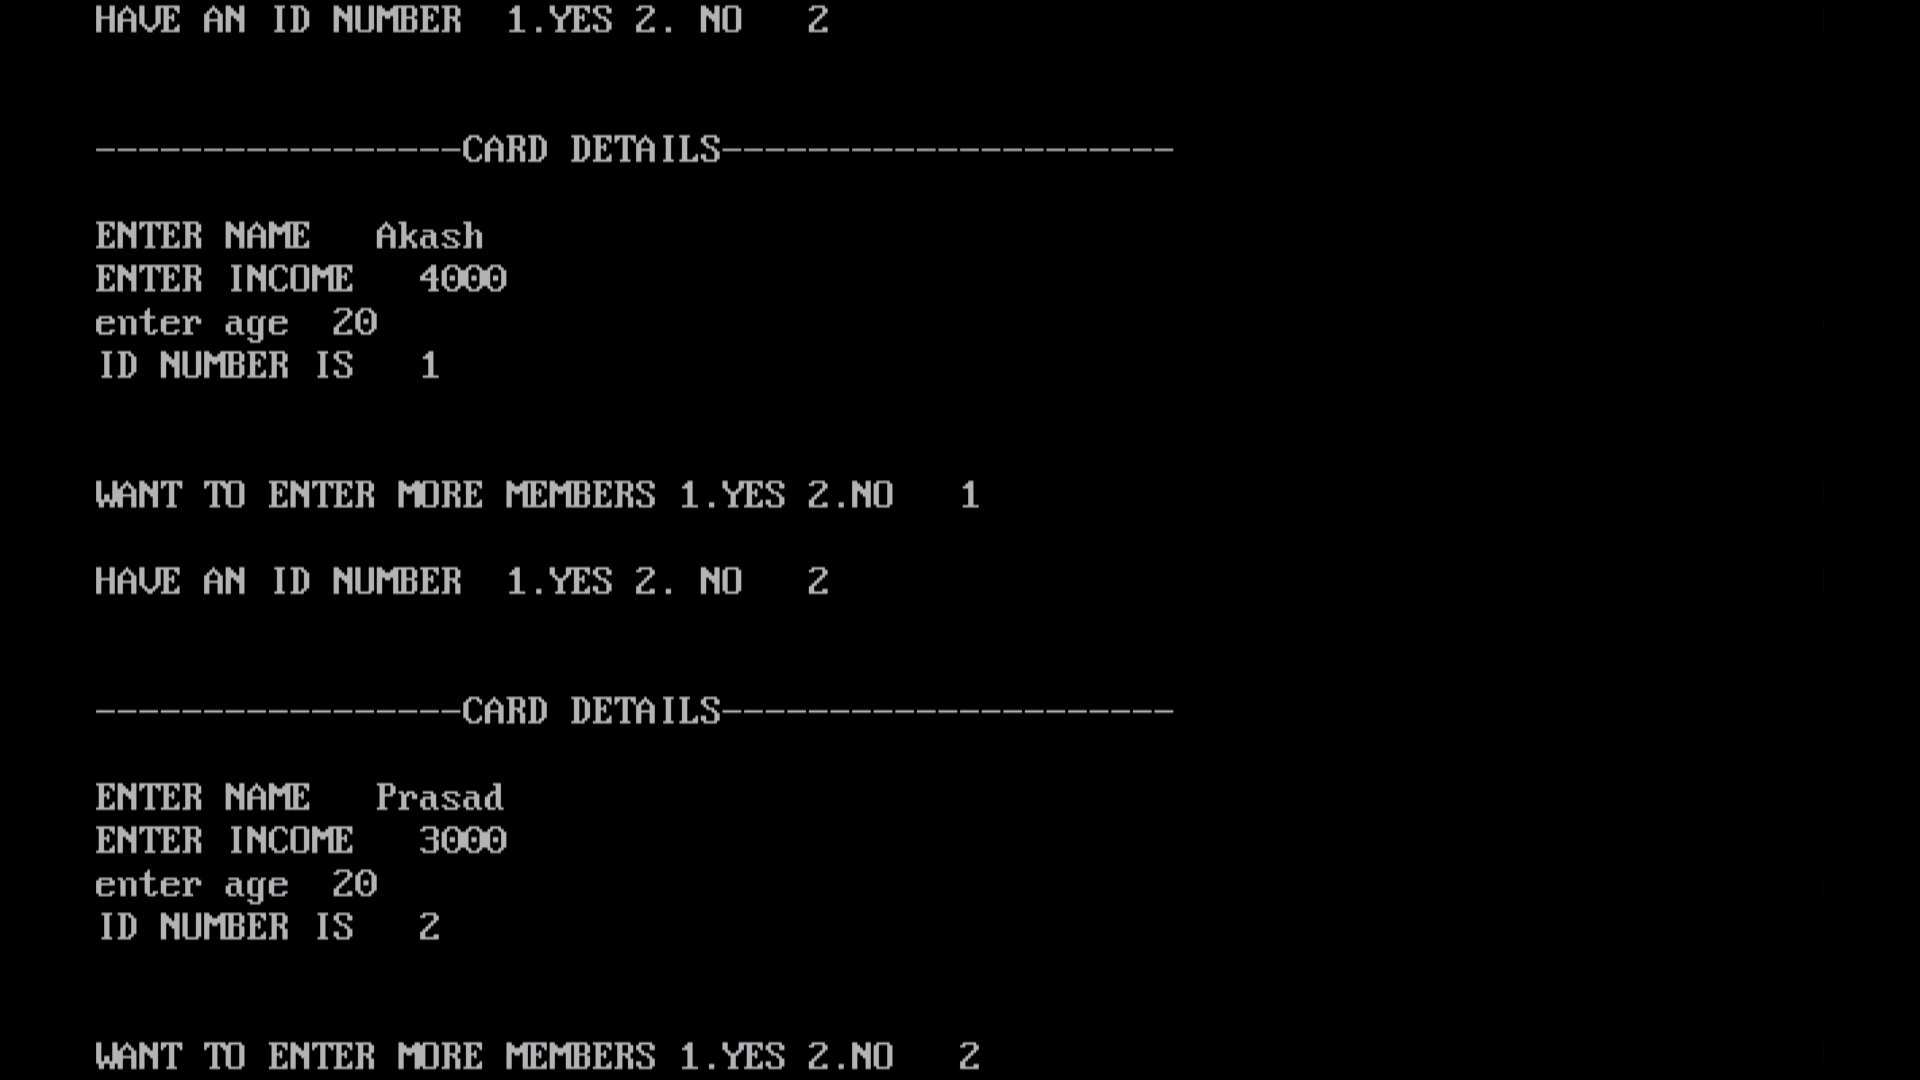 HAVE AN ID NUMBER  1.YES 2. NO   2
-----------------CARD DETAILS---------------------
ENTER NAME   Akash
ENTER INCOME   4000
enter age  20
ID NUMBER IS   1
WANT TO ENTER MORE MEMBERS 1.YES 2.NO   1
HAVE AN ID NUMBER  1.YES 2. NO   2
-----------------CARD DETAILS---------------------
ENTER NAME   Prasad
ENTER INCOME   3000
enter age  20
ID NUMBER IS   2
WANT TO ENTER MORE MEMBERS 1.YES 2.NO   2